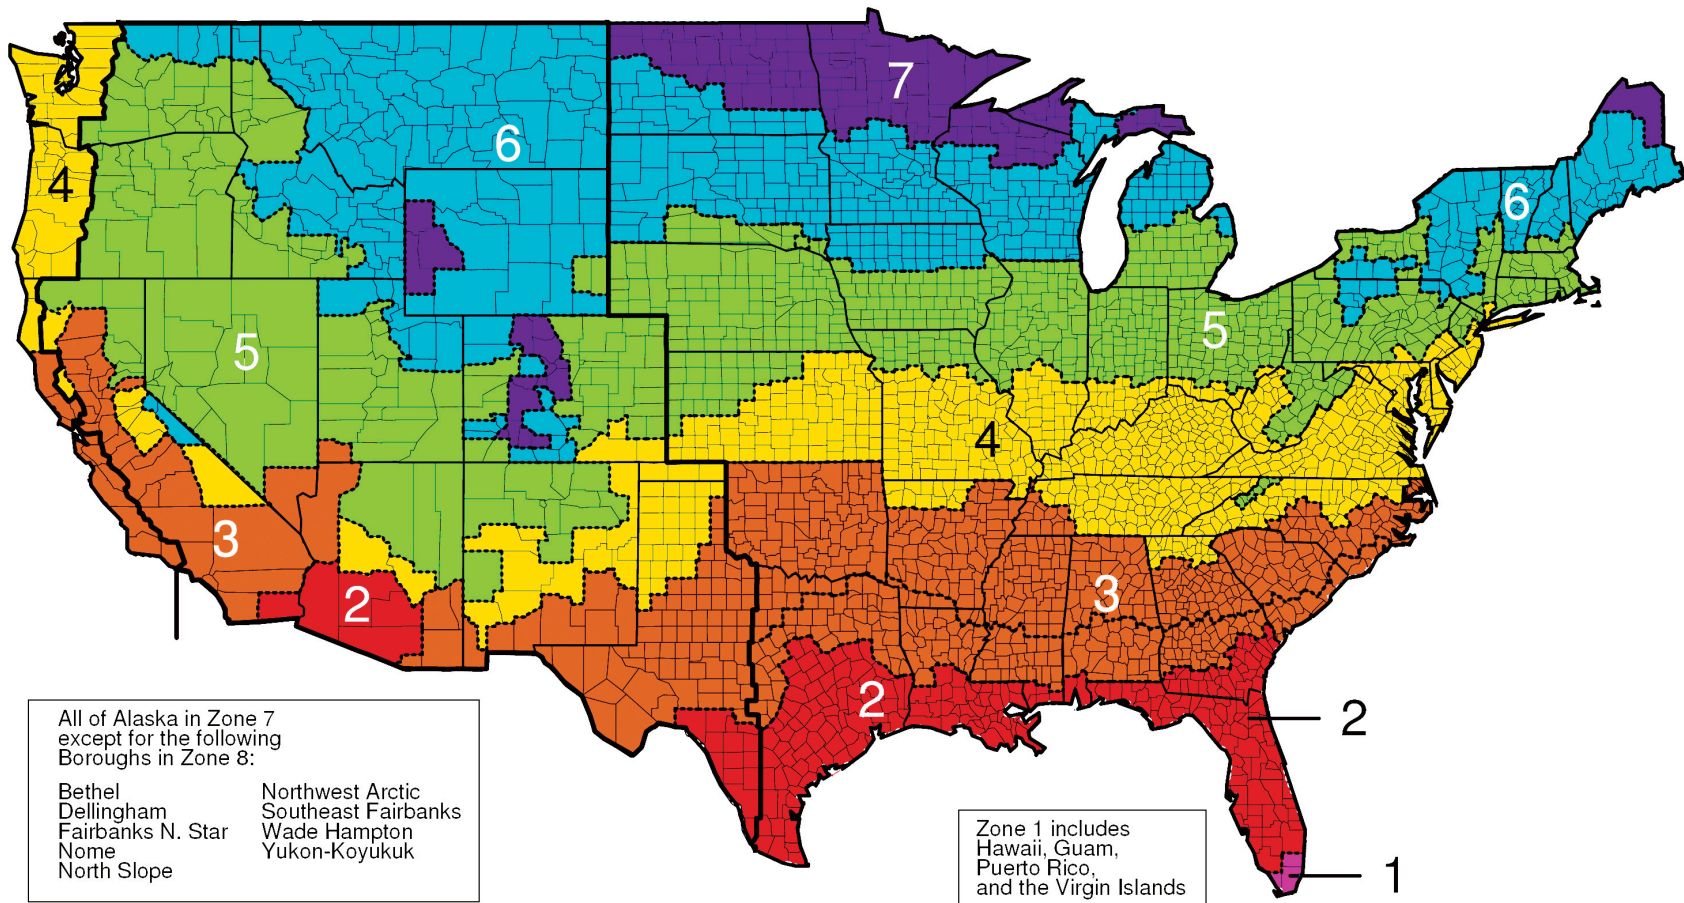 7
6
4
6
5
5
4
3
2
3
2
2
1
All of Alaska in Zone 7
except for the following
Boroughs in Zone 8:
Bethel
Dellingham
Fairbanks N. Star
Nome
North Slope
Northwest Arctic
Southeast Fairbanks
Wade Hampton
Yukon-Koyukuk
Zone 1 includes
Hawaii, Guam,
Puerto Rico,
and the Virgin Islands